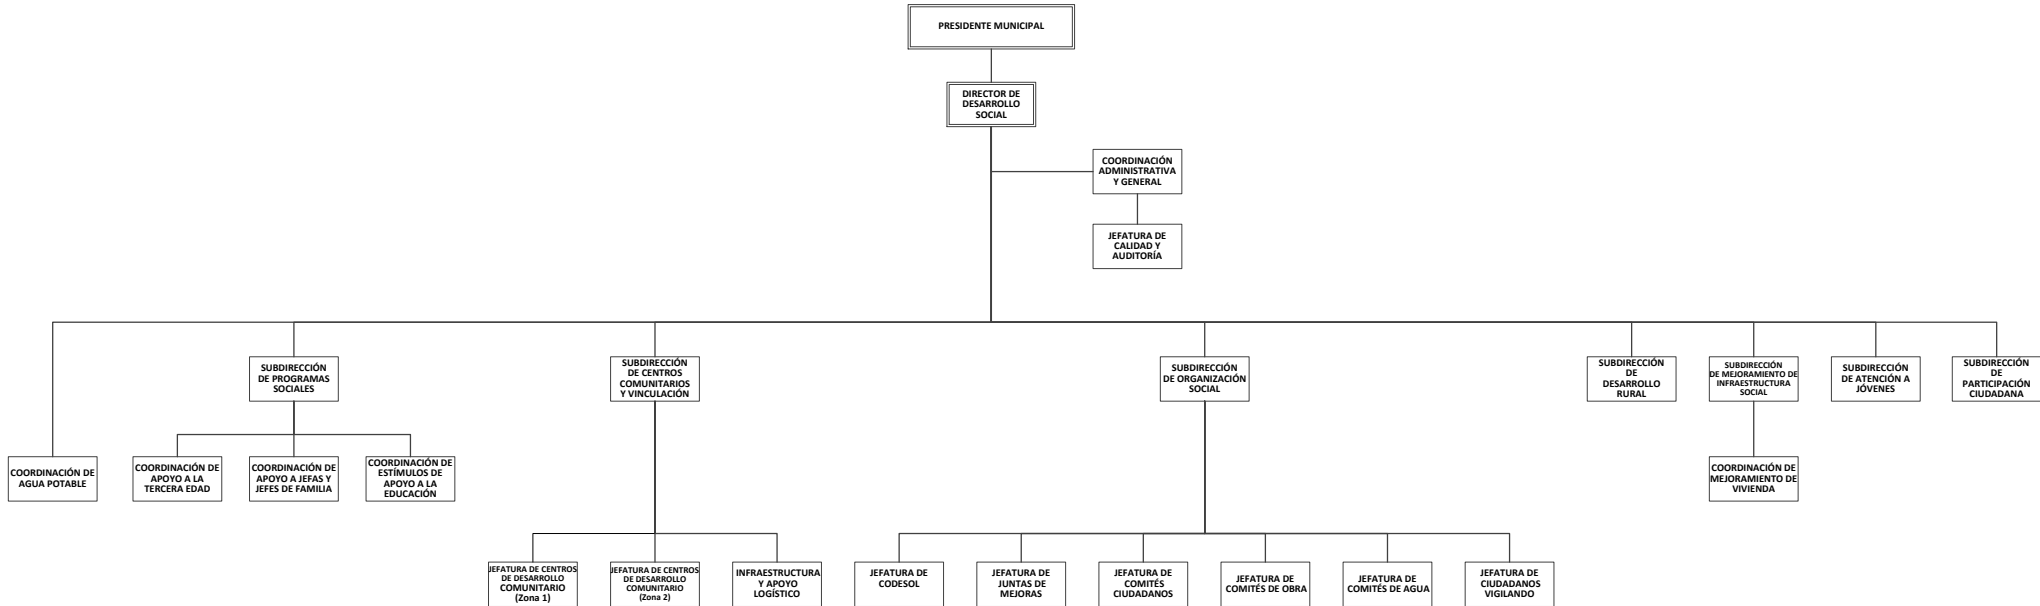 PRESIDENTE MUNICIPAL
DIRECTOR DE
DESARROLLO
SOCIAL
COORDINACIÓN
ADMINISTRATIVA
Y GENERAL
JEFATURA DE
CALIDAD Y
AUDITORÍA
SUBDIRECCIÓN
DE PROGRAMAS
SOCIALES
SUBDIRECCIÓN
DE CENTROS
COMUNITARIOS
Y VINCULACIÓN
SUBDIRECCIÓN
DE ORGANIZACIÓN
SOCIAL
SUBDIRECCIÓN
DE
DESARROLLO
RURAL
SUBDIRECCIÓN
DE MEJORAMIENTO DE
INFRAESTRUCTURA
SOCIAL
SUBDIRECCIÓN
DE ATENCIÓN A
JÓVENES
SUBDIRECCIÓN
DE
PARTICIPACIÓN
CIUDADANA
COORDINACIÓN DE
AGUA POTABLE
COORDINACIÓN DE
APOYO A LA
TERCERA EDAD
COORDINACIÓN DE
APOYO A JEFAS Y
JEFES DE FAMILIA
COORDINACIÓN DE
ESTÍMULOS DE
APOYO A LA
EDUCACIÓN
COORDINACIÓN DE
MEJORAMIENTO DE
VIVIENDA
JEFATURA DE CENTROS
DE DESARROLLO
COMUNITARIO
(Zona 1)
JEFATURA DE CENTROS
DE DESARROLLO
COMUNITARIO
(Zona 2)
INFRAESTRUCTURA
Y APOYO
LOGÍSTICO
JEFATURA DE
CODESOL
JEFATURA DE
JUNTAS DE
MEJORAS
JEFATURA DE
COMITÉS
CIUDADANOS
JEFATURA DE
COMITÉS DE OBRA
JEFATURA DE
COMITÉS DE AGUA
JEFATURA DE
CIUDADANOS
VIGILANDO